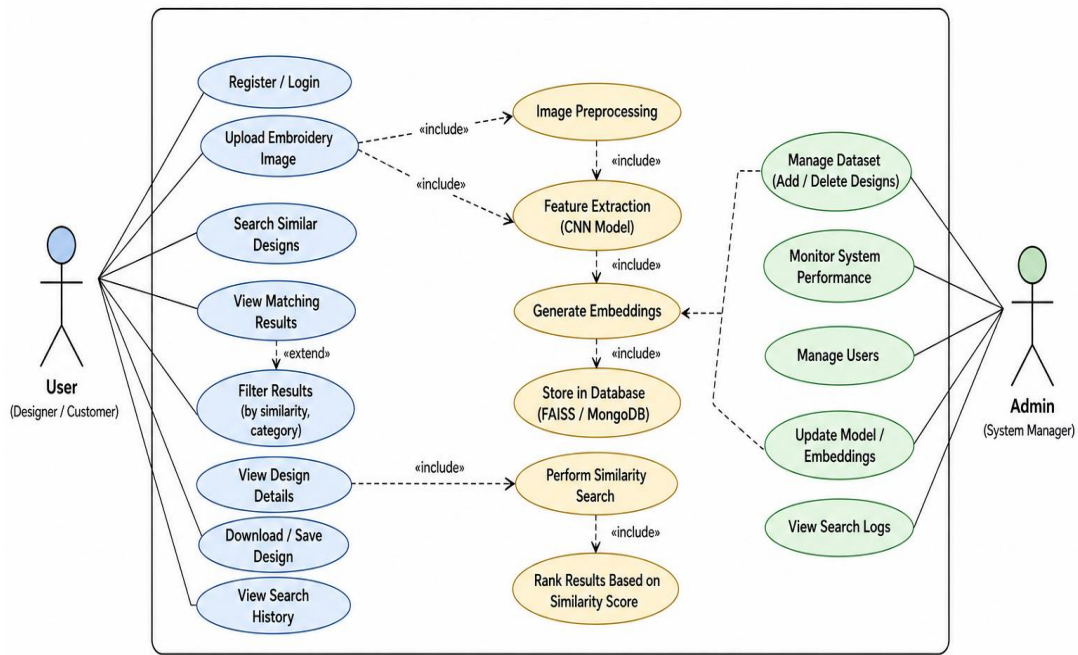 Register / Login
Upload Embroidery
Image
Search Similar
Designs
View Matching
Results
«extend»
Filter Results
(by similarity,
category)
View Design
Details
Download / Save
Design
View Search
History
User
(Designer / Customer)
«include»
«include»
«include»
Image Preprocessing
«include»
Feature Extraction
(CNN Model)
«include»
Generate Embeddings
«include»
Store in Database
(FAISS / MongoDB)
Perform Similarity
Search
«include»
Rank Results Based on
Similarity Score
Manage Dataset
(Add / Delete Designs)
Monitor System
Performance
Manage Users
Update Model /
Embeddings
View Search Logs
Admin
(System Manager)